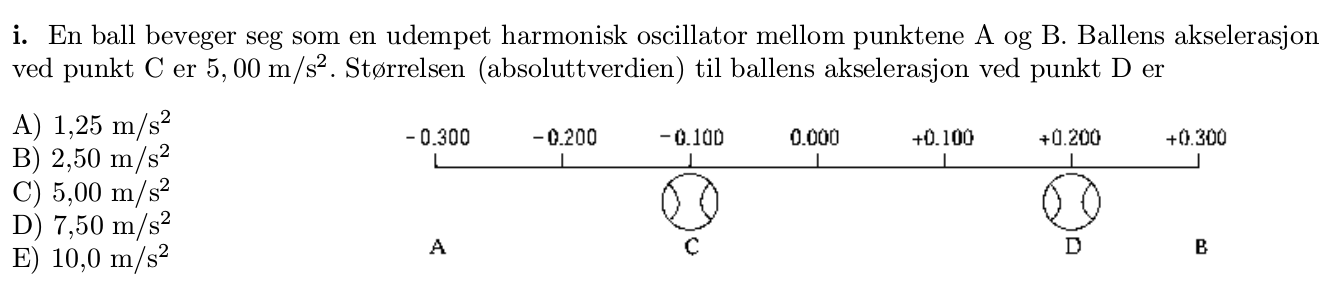 i. En ball beveger seg som en udempet harmonisk oscillator mellom punktene A og B. Ballens akselerasjon
ved punkt C er 5, 00 m/s². Størrelsen (absoluttverdien) til ballens akselerasjon ved punkt D er
A) 1,25 m/s²
B) 2,50 m/s²
C) 5,00 m/s²
D) 7,50 m/s²
E) 10,0 m/s²
-0.300 -0.200 -0.100 0.000 +0.100 +0.200 +0.300
A C D B